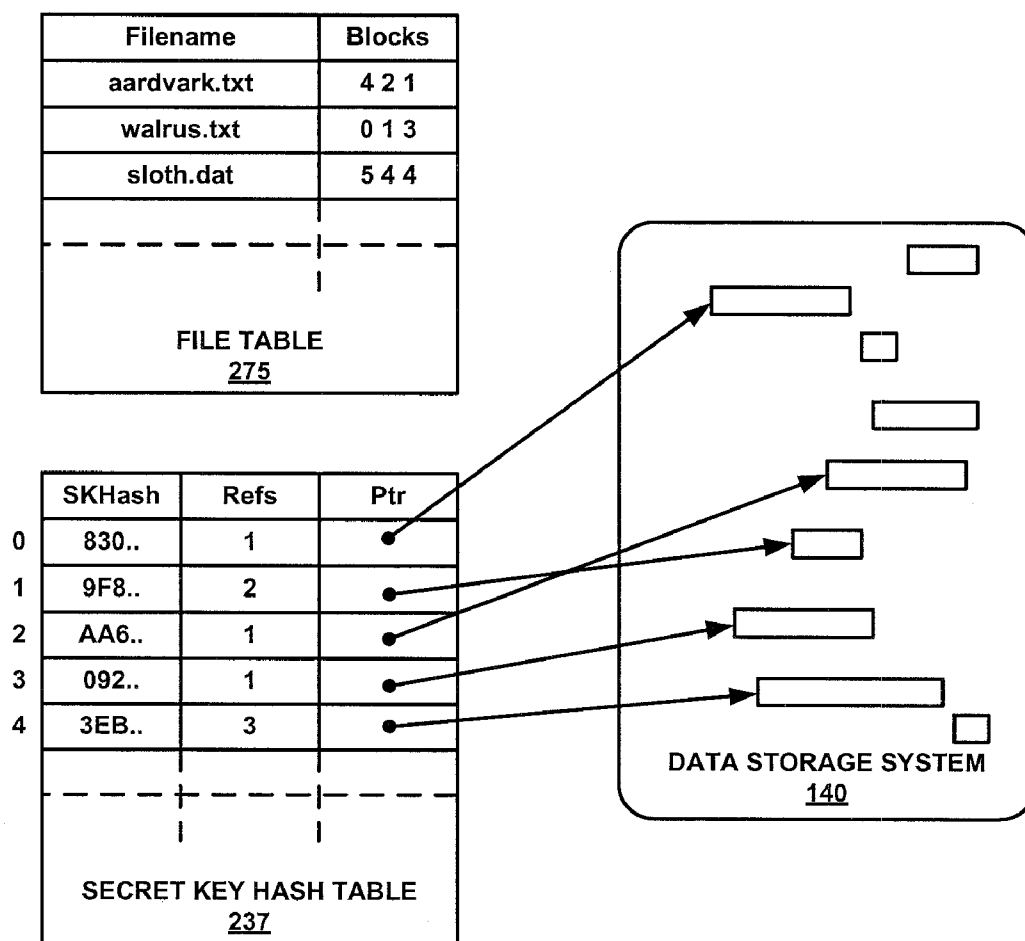 Filename Blocks
aardvark.txt 4 2 1
walrus.txt 0 1 3
sloth.dat 5 4 4
FILE TABLE
275
SKHash Refs Ptr
0 830.. 1
1 9F8.. 2
2 AA6.. 1
3 092.. 1
4 3EB.. 3
SECRET KEY HASH TABLE
237
DATA STORAGE SYSTEM
140